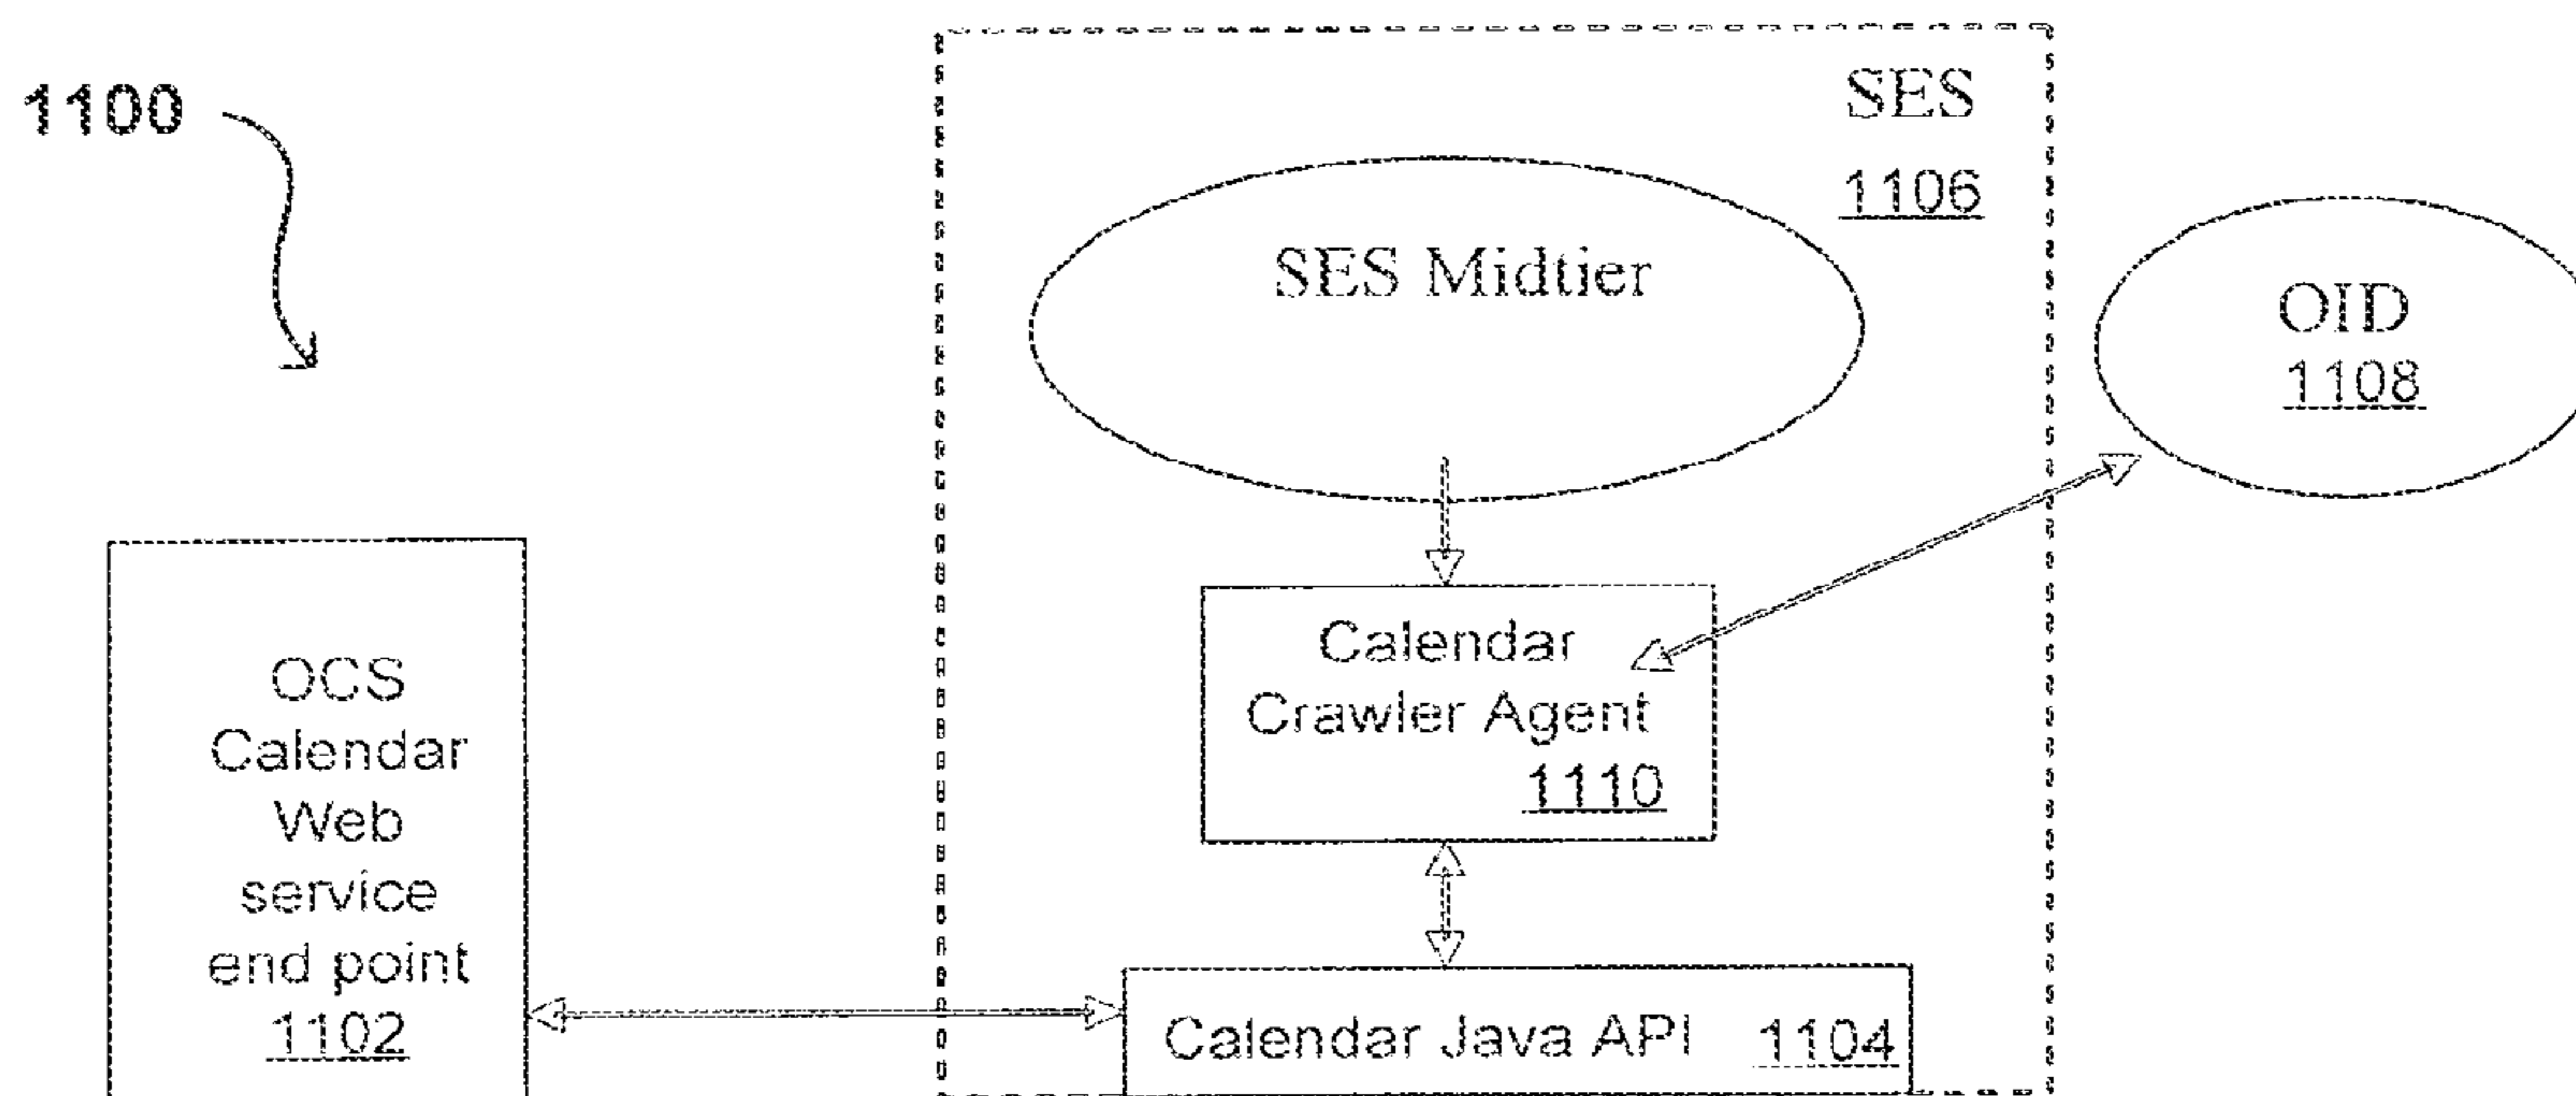 1100
SES
1106
SES Midtier
OID
1108
Calendar
Crawler Agent
1110
OCS
Calendar
Web
service
end point
1102
Calendar Java API 1104